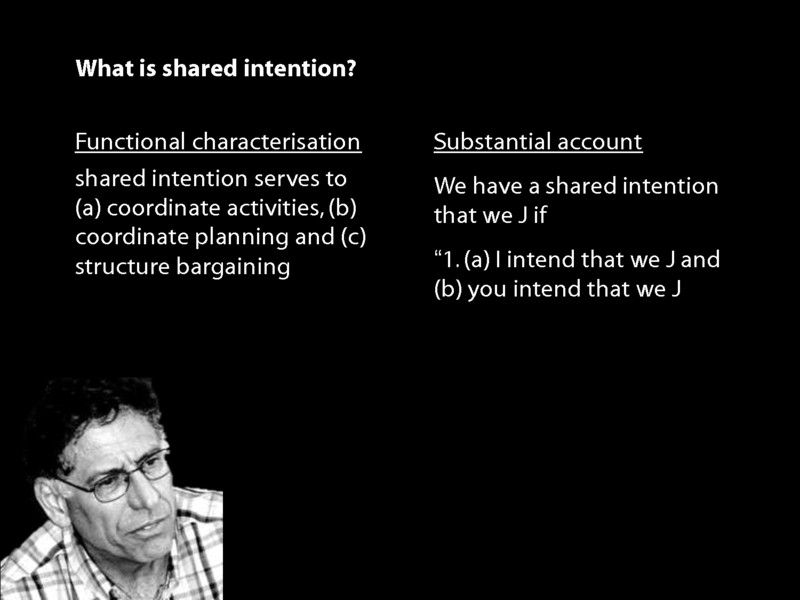 What is shared intention?
Functional characterisation
shared intention serves to
(a) coordinate activities, (b)
coordinate planning and (c)
structure bargaining
Substantial account
We have a shared intention
that we J if
“1. (a) I intend that we J and
(b) you intend that we J